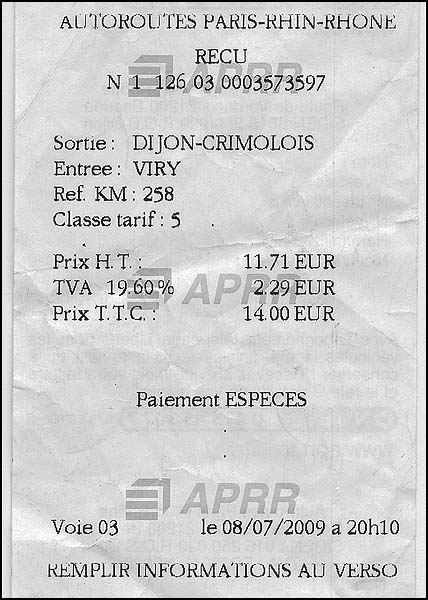 AUTOROUTES PARIS-RHIN-RHONE
RECU
N 1 126 03 0003573597
Sortie : DIJON-CRIMOLOIS
Entree : VIRY
Ref. KM : 258
Classe tarif : 5
Prix H.T. : 11.71 EUR
TVA 19.60% 2.29 EUR
Prix T.T.C. : 14.00 EUR
APRR
APRR
Paiement ESPECES
APRR
Voie 03 le 08/07/2009 a 20h10
REMPLIR INFORMATIONS AU VERSO